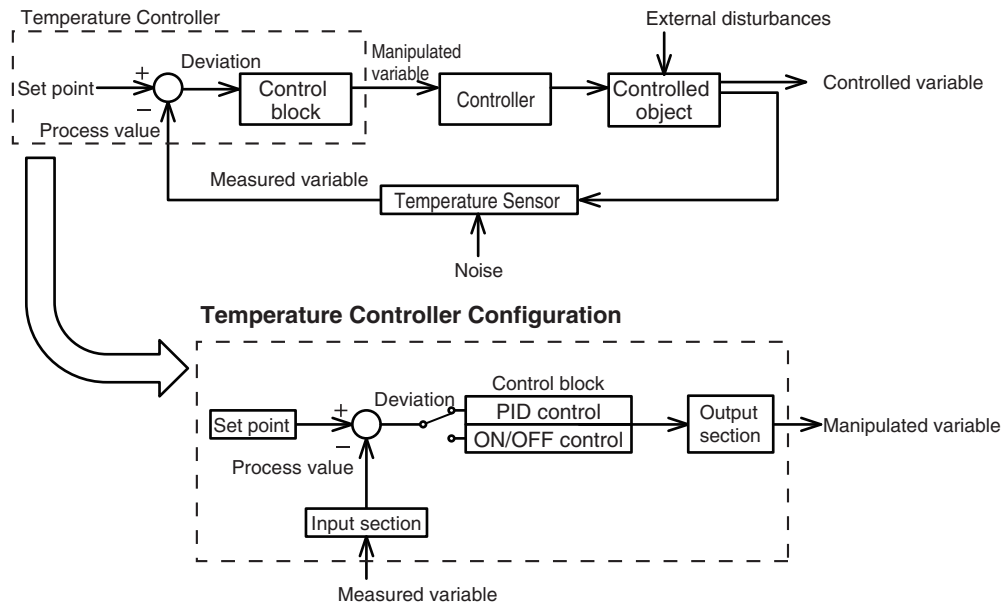 Temperature Controller
External disturbances
Set point
+
−
Deviation
Control
block
Manipulated
variable
Controller
Controlled
object
Controlled variable
Process value
Measured variable
Temperature Sensor
Noise
Temperature Controller Configuration
Set point
+
−
Deviation
Control block
PID control
ON/OFF control
Output
section
Manipulated variable
Process value
Input section
Measured variable